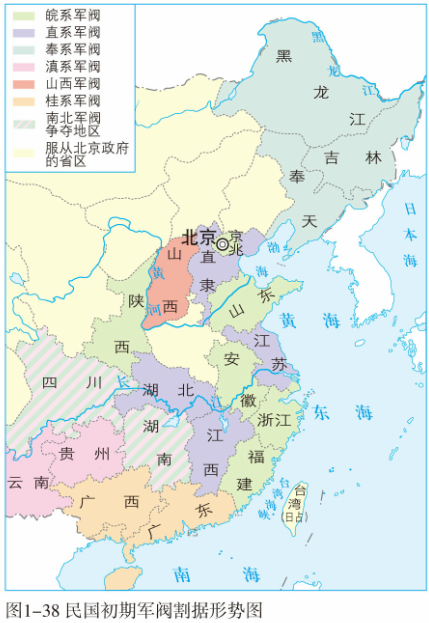 皖系军阀
直系军阀
奉系军阀
滇系军阀
山西军阀
桂系军阀
南北军阀
争夺地区
服从北京政府
的省区
黑龙江
黑龙江
吉林
奉天
日本海
北京
京兆
直隶
渤海
山西
黄河
陕西
山东
黄海
江苏
安徽
四川
长江
湖北
湖南
江西
浙江
东海
福建
贵州
云南
广西
广东
台湾
(日占)
台湾海峡
南海
图1-38 民国初期军阀割据形势图